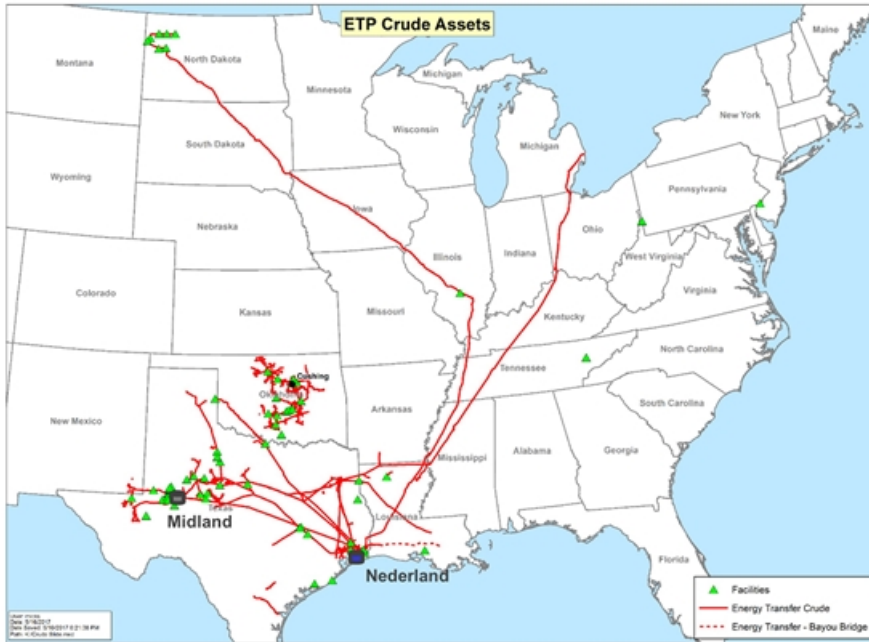 ETP Crude Assets
Maine
Montana
North Dakota
Minnesota
Michigan
Wisconsin
New York
South Dakota
Michigan
Wyoming
Pennsylvania
Iowa
Nebraska
Ohio
Illinois
Indiana
West Virginia
Colorado
Virginia
Kansas
Missouri
Kentucky
Cushing
North Carolina
Tennessee
Oklahoma
Arkansas
New Mexico
South Carolina
Mississippi
Alabama
Georgia
Texas
Louisiana
Midland
Florida
Nederland
Facilities
Energy Transfer Crude
Energy Transfer - Bayou Bridge